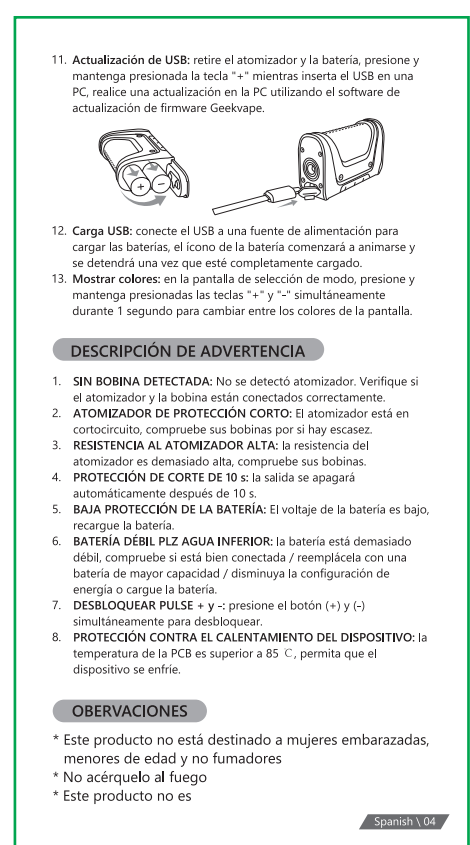 11. Actualización de USB: retire el atomizador y la batería, presione y
mantenga presionada la tecla "+" mientras inserta el USB en una
PC, realice una actualización en la PC utilizando el software de
actualización de firmware Geekvape.
+ −
12. Carga USB: conecte el USB a una fuente de alimentación para
cargar las baterías, el ícono de la batería comenzará a animarse y
se detendrá una vez que esté completamente cargado.
13. Mostrar colores: en la pantalla de selección de modo, presione y
mantenga presionadas las teclas "+" y "-" simultáneamente
durante 1 segundo para cambiar entre los colores de la pantalla.
DESCRIPCIÓN DE ADVERTENCIA
1. SIN BOBINA DETECTADA: No se detectó atomizador. Verifique si
el atomizador y la bobina están conectados correctamente.
2. ATOMIZADOR DE PROTECCIÓN CORTO: El atomizador está en
cortocircuito, compruebe sus bobinas por si hay escasez.
3. RESISTENCIA AL ATOMIZADOR ALTA: la resistencia del
atomizador es demasiado alta, compruebe sus bobinas.
4. PROTECCIÓN DE CORTE DE 10 s: la salida se apagará
automáticamente después de 10 s.
5. BAJA PROTECCIÓN DE LA BATERÍA: El voltaje de la batería es bajo,
recargue la batería.
6. BATERÍA DÉBIL PLZ AGUA INFERIOR: la batería está demasiado
débil, compruebe si está bien conectada / reemplácela con una
batería de mayor capacidad / disminuya la configuración de
energía o cargue la batería.
7. DESBLOQUEAR PULSE + y -: presione el botón (+) y (-)
simultáneamente para desbloquear.
8. PROTECCIÓN CONTRA EL CALENTAMIENTO DEL DISPOSITIVO: la
temperatura de la PCB es superior a 85 ℃, permita que el
dispositivo se enfríe.
OBERVACIONES
* Este producto no está destinado a mujeres embarazadas,
menores de edad y no fumadores
* No acérquelo al fuego
* Este producto no es
Spanish \ 04